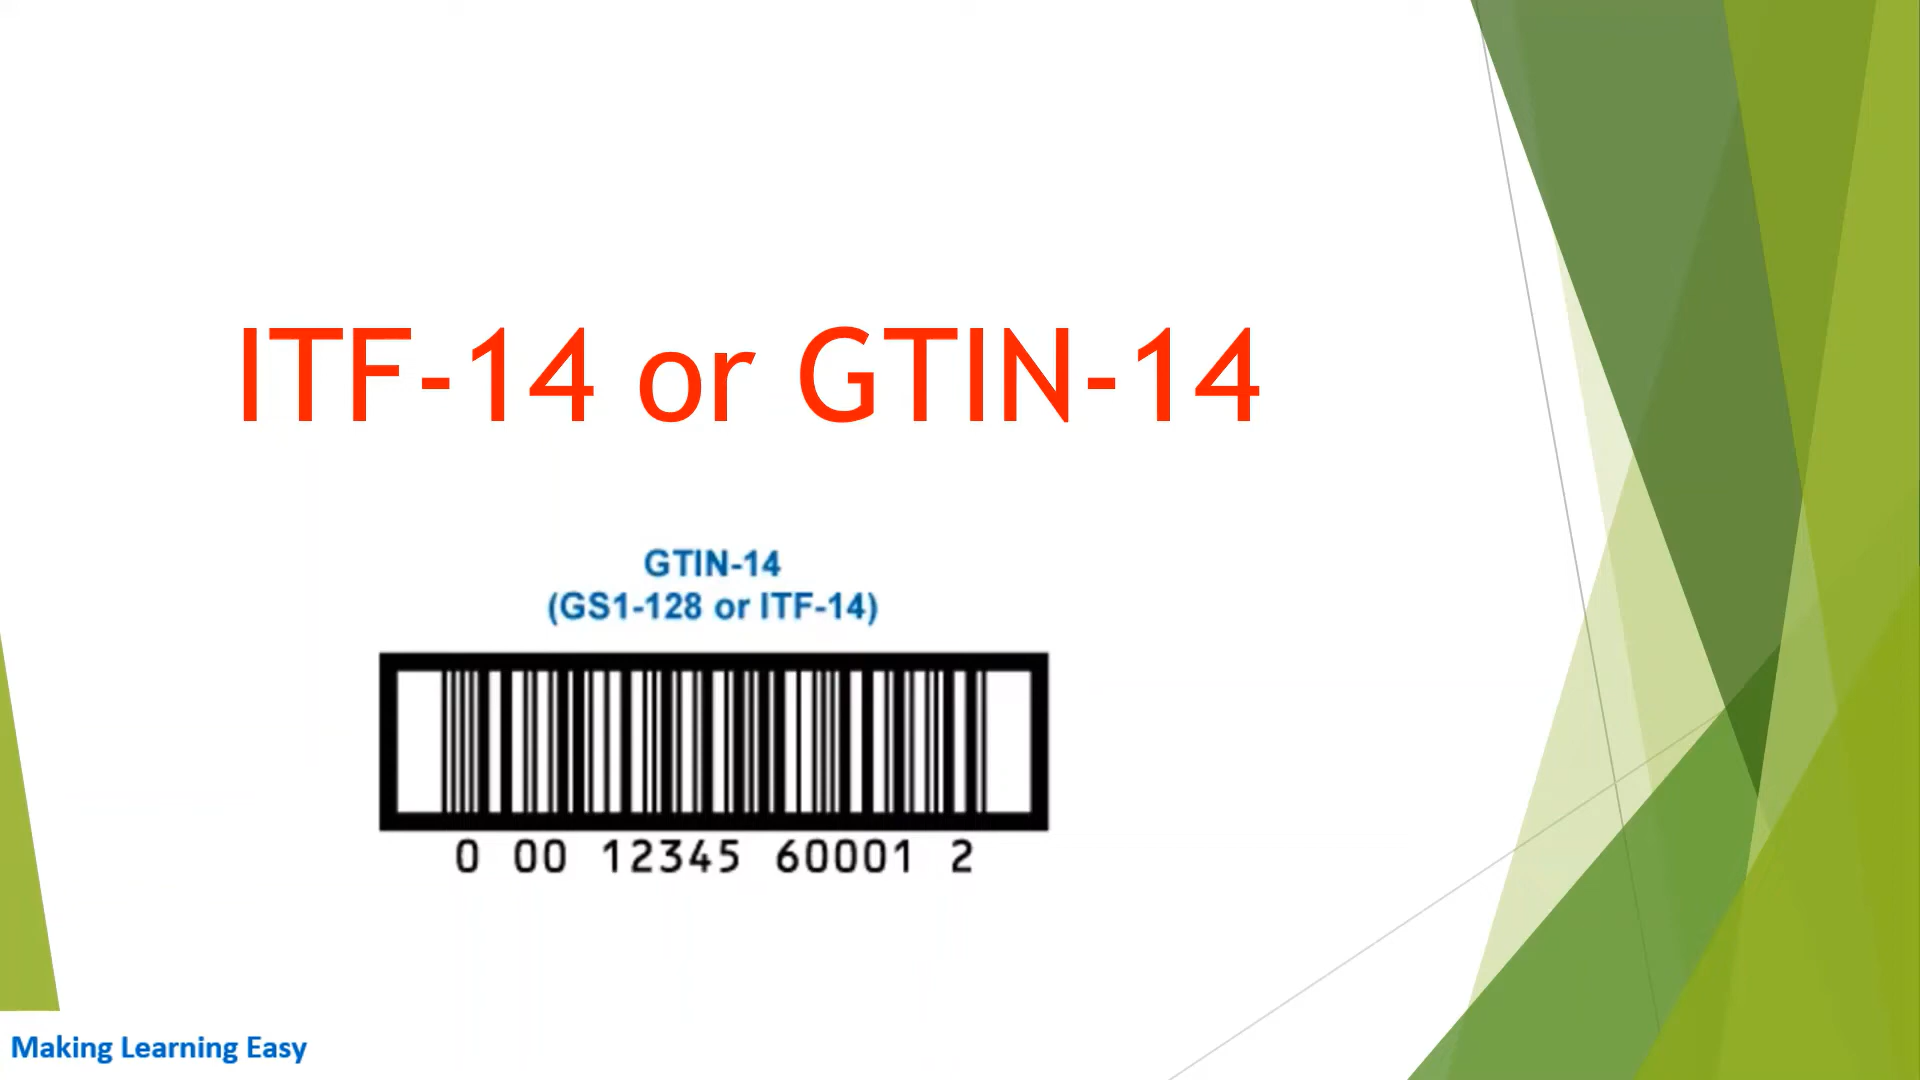 ITF-14 or GTIN-14
GTIN-14
(GS1-128 or ITF-14)
0 00 12345 60001 2
Making Learning Easy